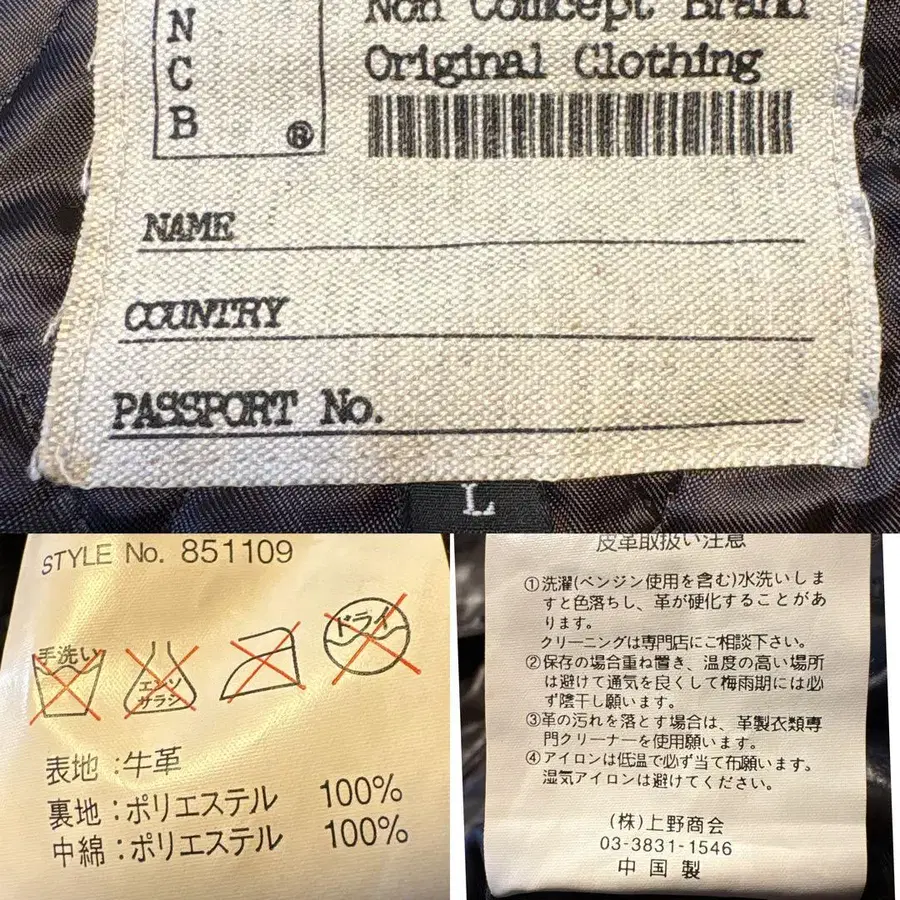 N
C
B
®
Non Concept Brand
Original Clothing
NAME
COUNTRY
PASSPORT No.
L
STYLE No. 851109
手洗い
エンソ
サラシ
ドライ
表地:牛革
裏地:ポリエステル 100%
中綿:ポリエステル 100%
皮革取扱い注意
①洗濯(ベンジン使用を含む)水洗いしま
すと色落ちし、革が硬化することがあ
ります。
クリーニングは専門店にご相談下さい。
②保存の場合重ね置き、温度の高い場所
は避けて通気を良くして梅雨期には必
ず陰干し願います。
③革の汚れを落とす場合は、革製衣類専
門クリーナーを使用願います。
④アイロンは低温で必ず当て布願います。
湿気アイロンは避けてください。
(株)上野商会
03-3831-1546
中国製